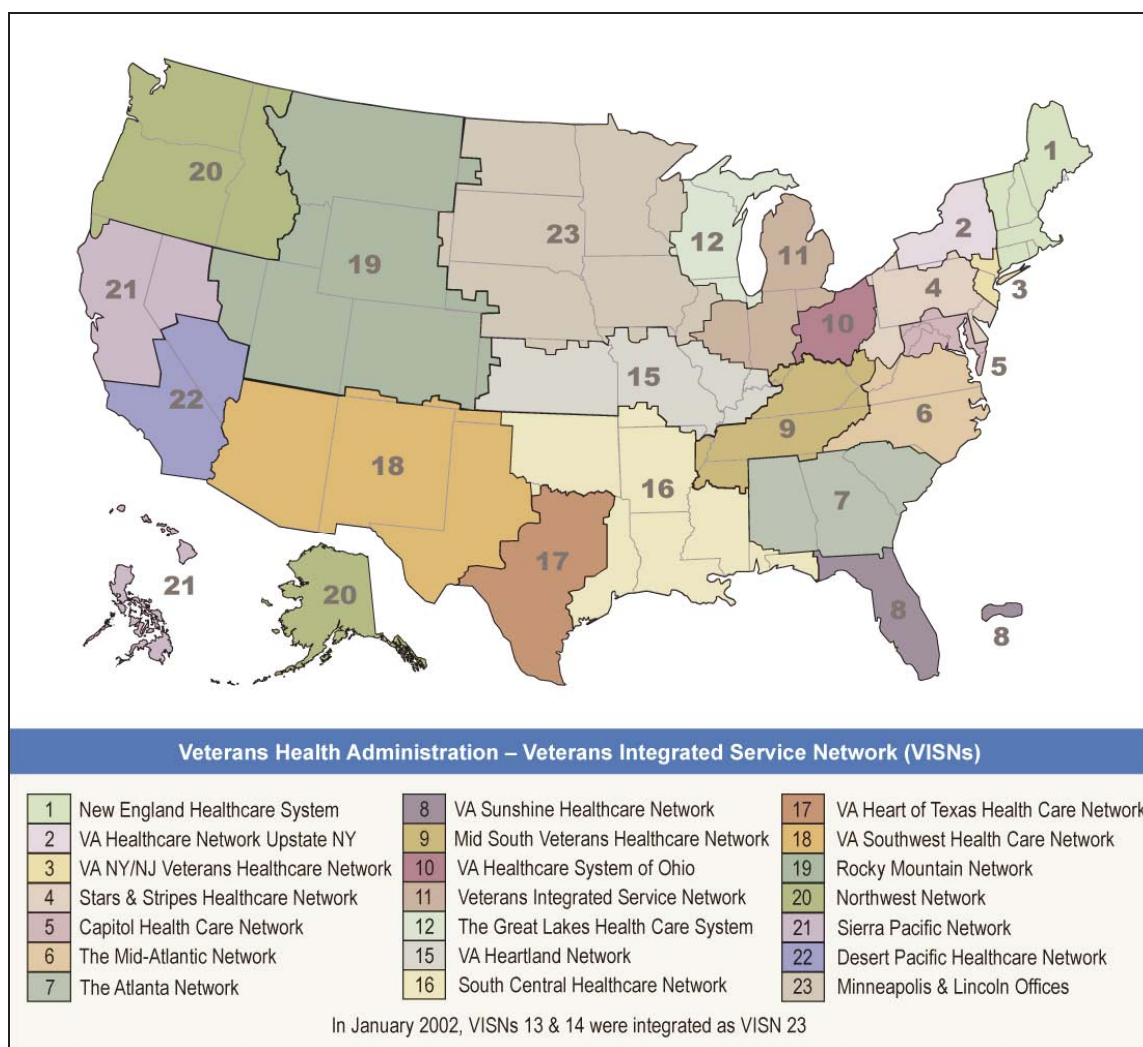 1
20
2
23
12
19
11
21
4
3
10
5
15
22
6
9
18
16
7
17
21
20
8
8
Veterans Health Administration – Veterans Integrated Service Network (VISNs)
1 New England Healthcare System
2 VA Healthcare Network Upstate NY
3 VA NY/NJ Veterans Healthcare Network
4 Stars & Stripes Healthcare Network
5 Capitol Health Care Network
6 The Mid-Atlantic Network
7 The Atlanta Network
8 VA Sunshine Healthcare Network
9 Mid South Veterans Healthcare Network
10 VA Healthcare System of Ohio
11 Veterans Integrated Service Network
12 The Great Lakes Health Care System
15 VA Heartland Network
16 South Central Healthcare Network
17 VA Heart of Texas Health Care Network
18 VA Southwest Health Care Network
19 Rocky Mountain Network
20 Northwest Network
21 Sierra Pacific Network
22 Desert Pacific Healthcare Network
23 Minneapolis & Lincoln Offices
In January 2002, VISNs 13 & 14 were integrated as VISN 23